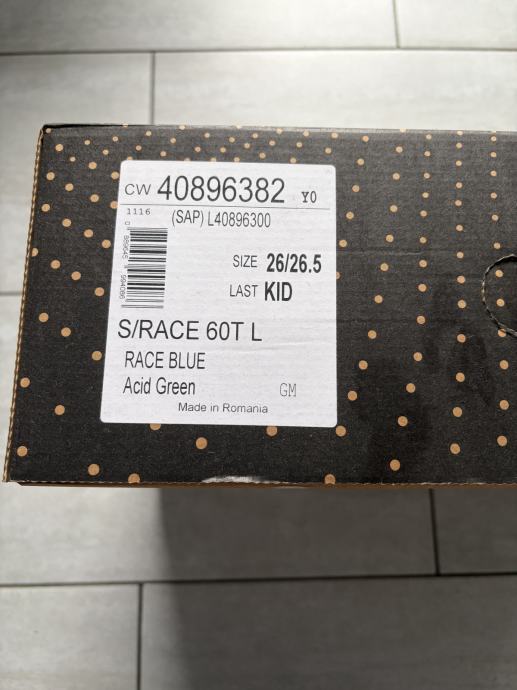 CW 40896382 Y0
1116 (SAP) L40896300
SIZE 26/26.5
LAST KID
S/RACE 60T L
RACE BLUE
Acid Green GM
Made in Romania